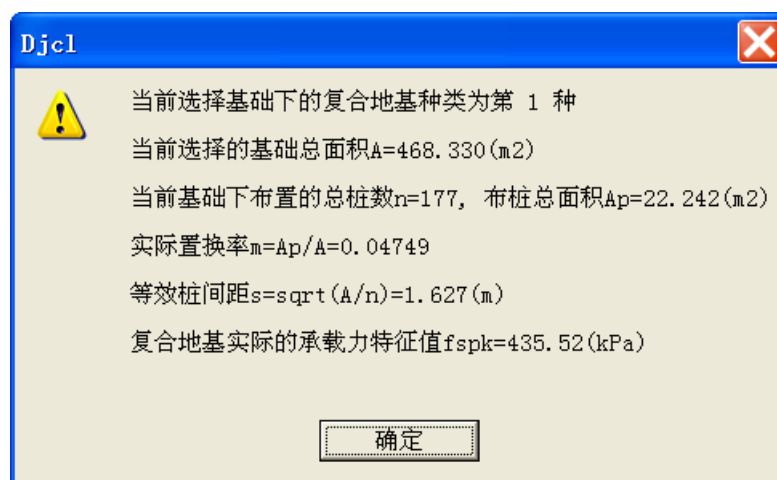 Djcl
当前选择基础下的复合地基种类为第 1 种
当前选择的基础总面积A=468.330(m2)
当前基础下布置的总桩数n=177, 布桩总面积Ap=22.242(m2)
实际置换率m=Ap/A=0.04749
等效桩间距s=sqrt(A/n)=1.627(m)
复合地基实际的承载力特征值fspk=435.52(kPa)
确定